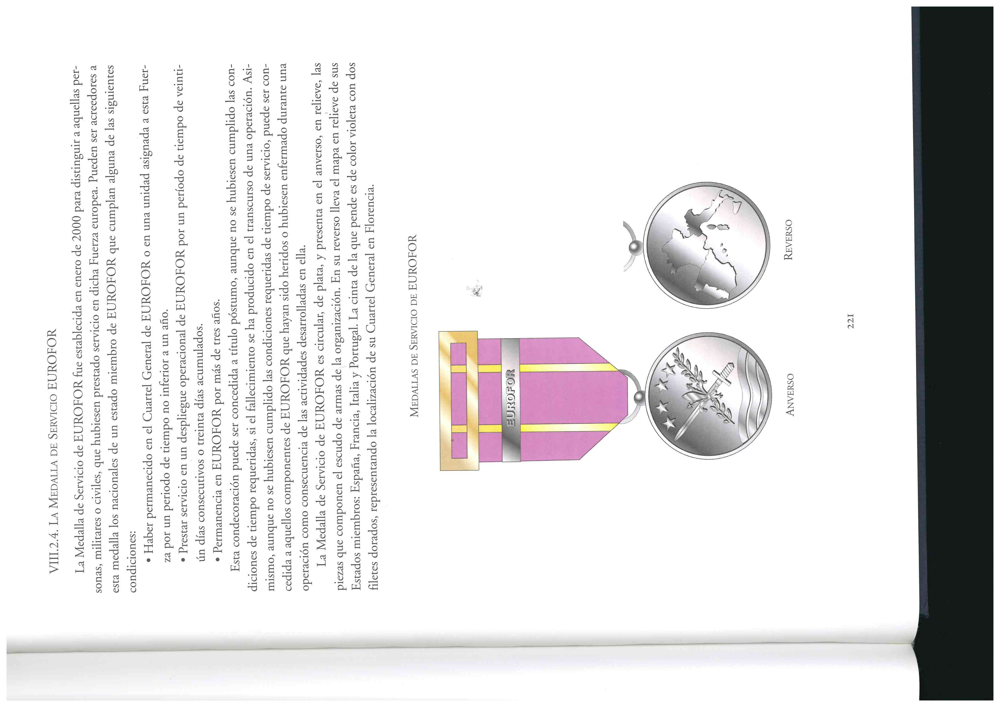 VIII.2.4. LA MEDALLA DE SERVICIO EUROFOR
La Medalla de Servicio de EUROFOR fue establecida en enero de 2000 para distinguir a aquellas per-
sonas, militares o civiles, que hubiesen prestado servicio en dicha Fuerza europea. Pueden ser acreedores a
esta medalla los nacionales de un estado miembro de EUROFOR que cumplan alguna de las siguientes
condiciones:
• Haber permanecido en el Cuartel General de EUROFOR o en una unidad asignada a esta Fuer-
za por un periodo de tiempo no inferior a un año.
• Prestar servicio en un despliegue operacional de EUROFOR por un período de tiempo de veinti-
ún días consecutivos o treinta días acumulados.
• Permanencia en EUROFOR por más de tres años.
Esta condecoración puede ser concedida a título póstumo, aunque no se hubiesen cumplido las con-
diciones de tiempo requeridas, si el fallecimiento se ha producido en el transcurso de una operación. Asi-
mismo, aunque no se hubiesen cumplido las condiciones requeridas de tiempo de servicio, puede ser con-
cedida a aquellos componentes de EUROFOR que hayan sido heridos o hubiesen enfermado durante una
operación como consecuencia de las actividades desarrolladas en ella.
La Medalla de Servicio de EUROFOR es circular, de plata, y presenta en el anverso, en relieve, las
piezas que componen el escudo de armas de la organización. En su reverso lleva el mapa en relieve de sus
Estados miembros: España, Francia, Italia y Portugal. La cinta de la que pende es de color violeta con dos
filetes dorados, representando la localización de su Cuartel General en Florencia.
MEDALLAS DE SERVICIO DE EUROFOR
EUROFOR
ANVERSO
REVERSO
221